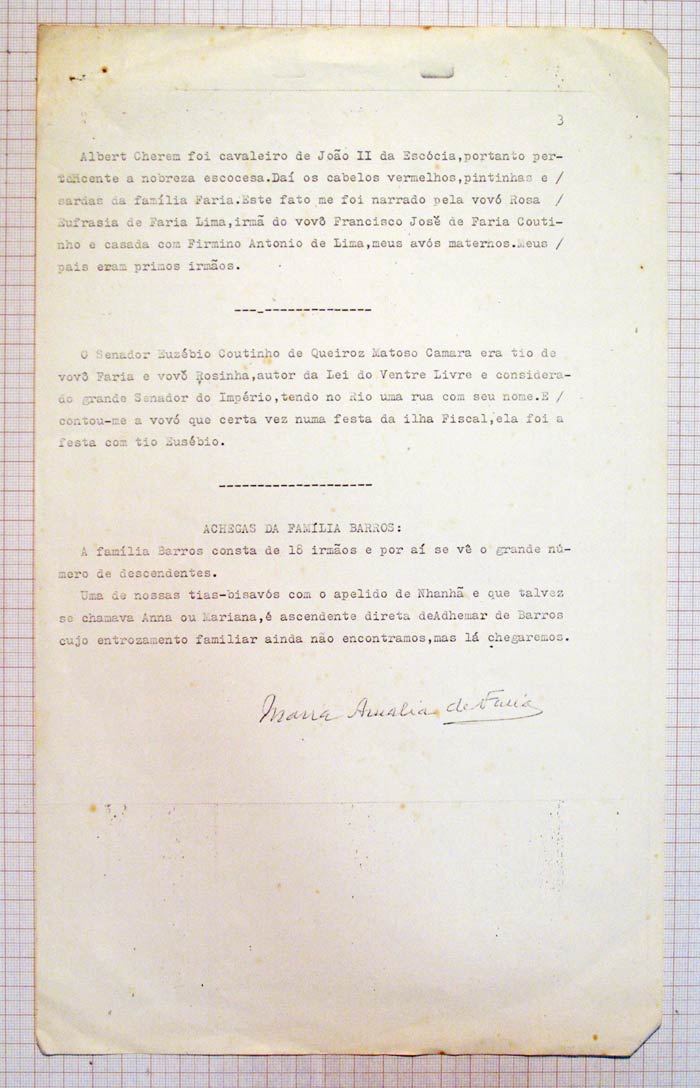 3
Albert Cherem foi cavaleiro de João II da Escócia,portanto per-
tencente a nobreza escocesa.Daí os cabelos vermelhos,pintinhas e /
sardas da família Faria.Este fato me foi narrado pela vovó Rosa /
Eufrasia de Faria Lima,irmã do vovô Francisco José de Faria Couti-
nho e casada com Firmino Antonio de Lima,meus avós maternos.Meus /
pais eram primos irmãos.
O Senador Euzébio Coutinho de Queiroz Matoso Camara era tio de
vovô Faria e vovó Rosinha,autor da Lei do Ventre Livre e considera-
do grande Senador do Império,tendo no Rio uma rua com seu nome.E /
contou-me a vovó que certa vez numa festa da ilha Fiscal,ela foi a
festa com tio Eusébio.
ACHEGAS DA FAMÍLIA BARROS:
A família Barros consta de 18 irmãos e por aí se vê o grande nú-
mero de descendentes.
Uma de nossas tias-bisavós com o apelido de Nhanhã e que talvez
se chamava Anna ou Mariana,é ascendente direta deAdhemar de Barros
cujo entrozamento familiar ainda não encontramos,mas lá chegaremos.
Maria Amalia de Faria